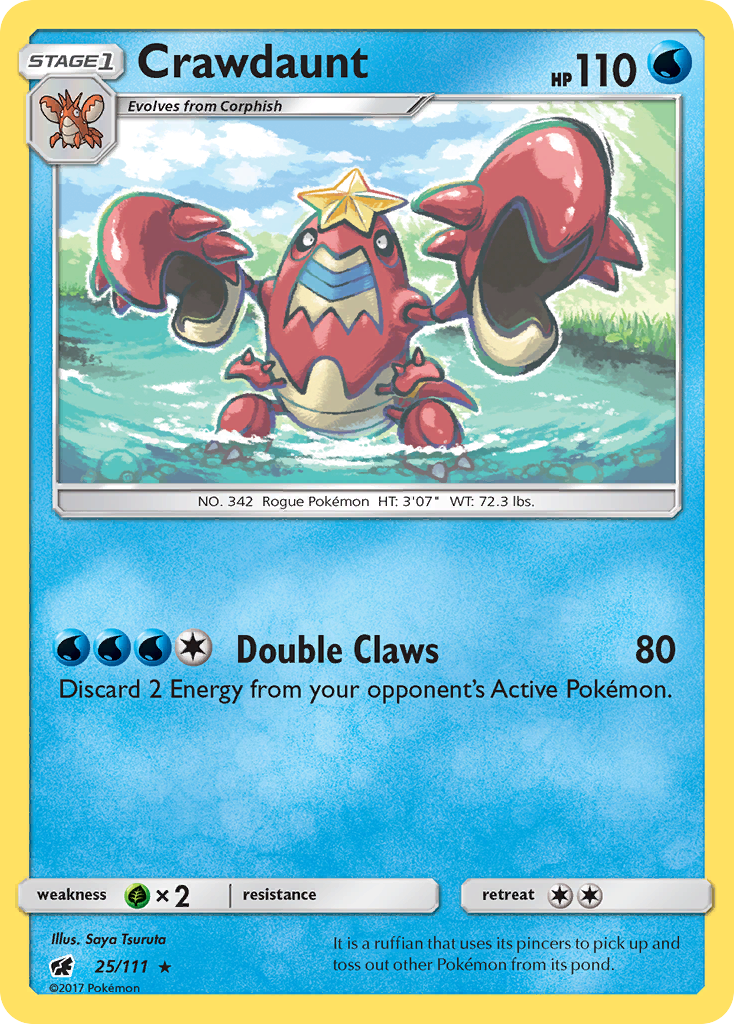 STAGE1
Crawdaunt
HP 110
Evolves from Corphish
NO. 342 Rogue Pokémon HT: 3'07" WT: 72.3 lbs.
Double Claws 80
Discard 2 Energy from your opponent's Active Pokémon.
weakness ×2 resistance retreat
Illus. Saya Tsuruta
25/111 ★
©2017 Pokémon
It is a ruffian that uses its pincers to pick up and
toss out other Pokémon from its pond.